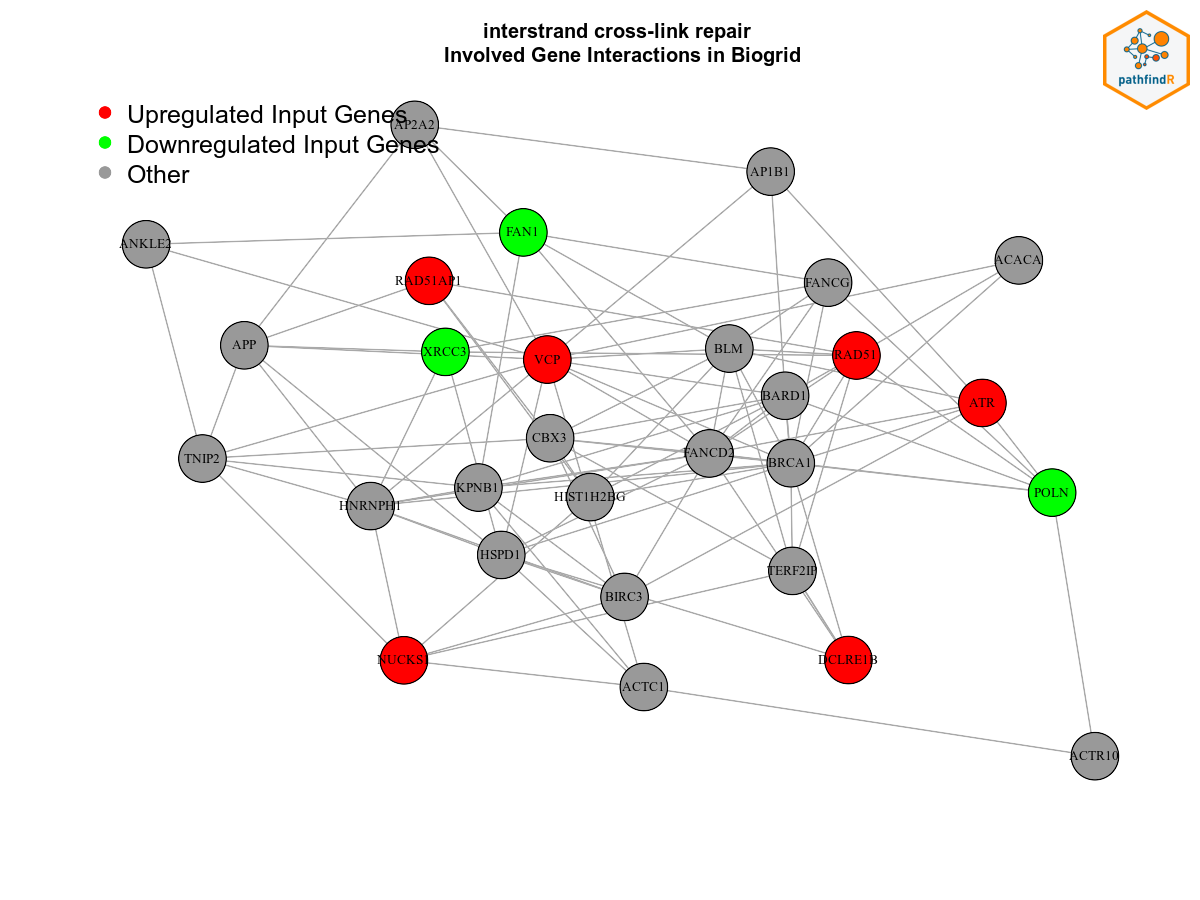 interstrand cross-link repair
Involved Gene Interactions in Biogrid
pathfindR
Upregulated Input Genes
Downregulated Input Genes
Other
AP2A2
AP1B1
ANKLE2
FAN1
ACACA
RAD51AP1
FANCG
APP
XRCC3
VCP
BLM
RAD51
BARD1
ATR
CBX3
TNIP2
FANCD2
BRCA1
KPNB1
HIST1H2BG
POLN
HNRNPH1
HSPD1
TERF2IP
BIRC3
NUCKS1
DCLRE1B
ACTC1
ACTR10